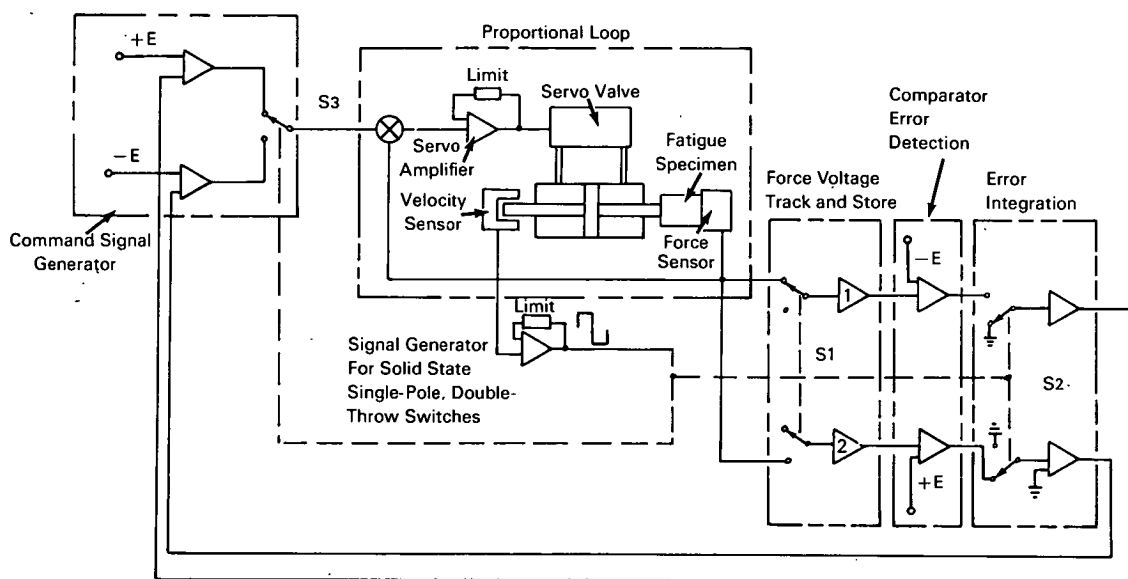 +E
−E
S3
Command Signal
Generator
Proportional Loop
Limit
Servo
Amplifier
Servo Valve
Velocity
Sensor
Fatigue
Specimen
Force
Sensor
Limit
Signal Generator
For Solid State
Single-Pole, Double-
Throw Switches
Force Voltage
Track and Store
1
S1
2
Comparator
Error
Detection
−E
+E
Error
Integration
S2